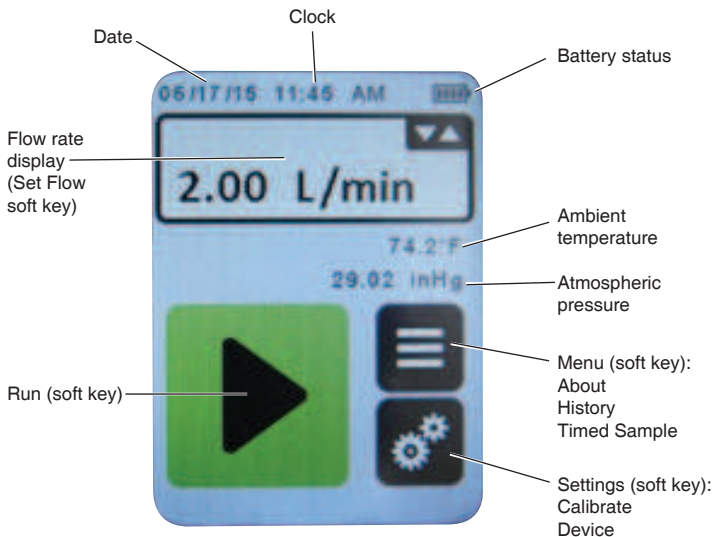 Clock
Date
Battery status
06/17/15 11:45 AM
Flow rate
display
(Set Flow
soft key)
2.00 L/min
Ambient
temperature
74.2°F
29.02 inHg
Atmospheric
pressure
Menu (soft key):
About
History
Timed Sample
Run (soft key)
Settings (soft key):
Calibrate
Device